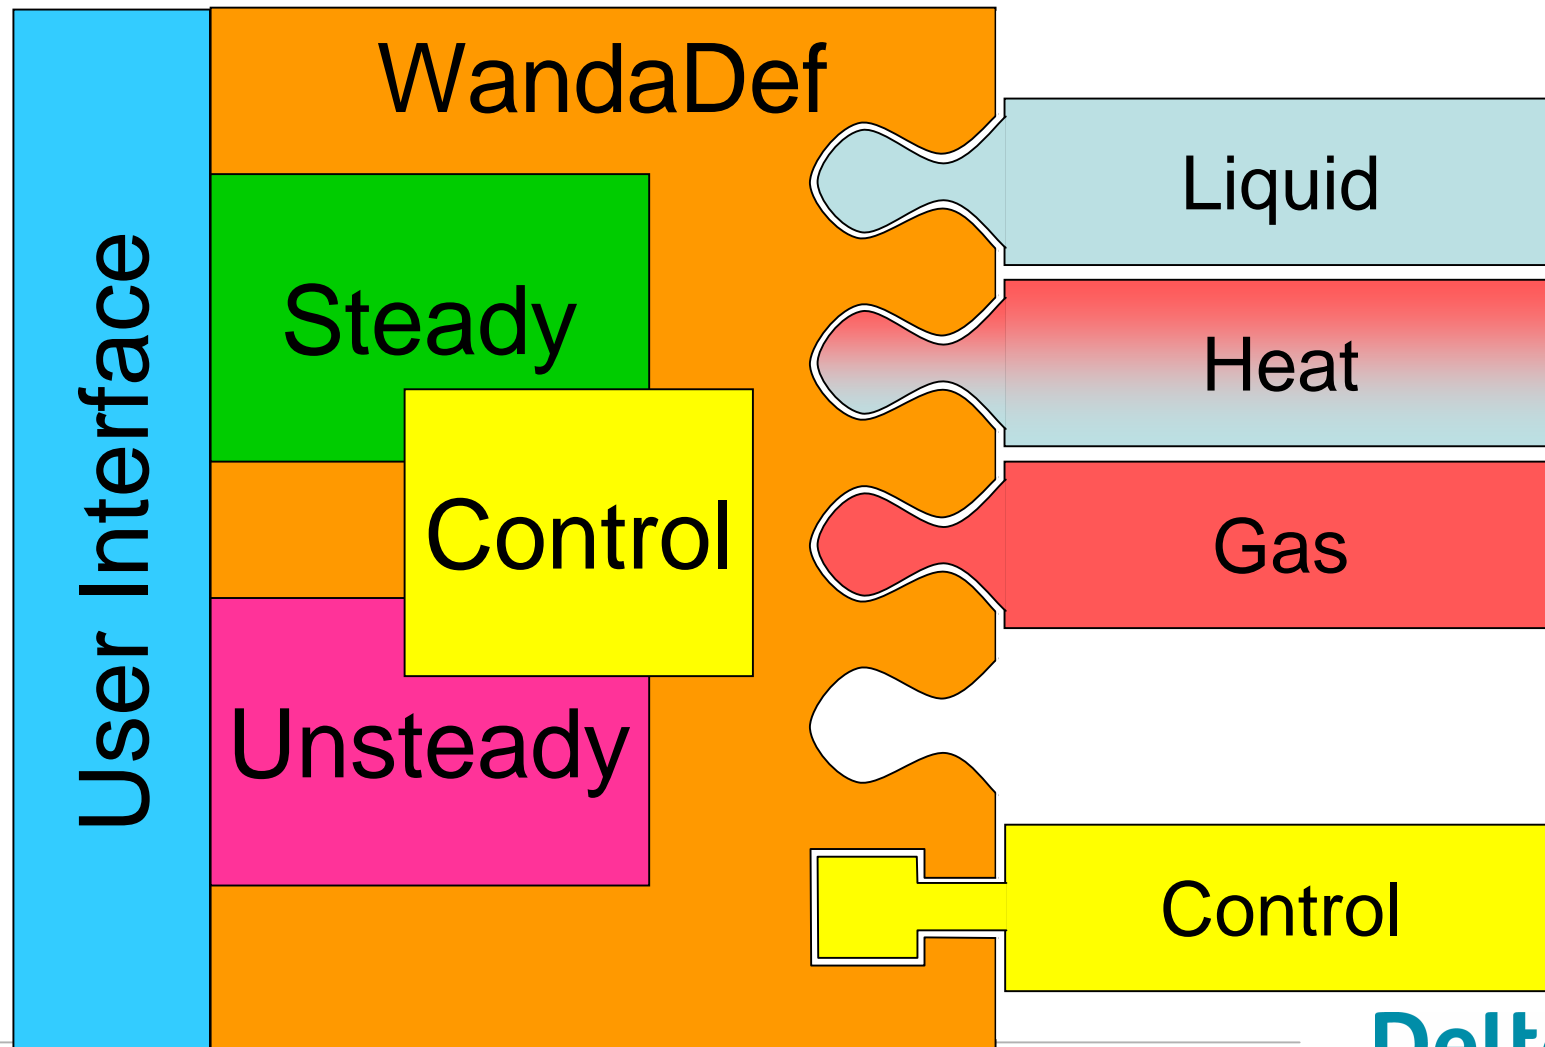 User Interface
WandaDef
Steady
Control
Unsteady
Liquid
Heat
Gas
Control